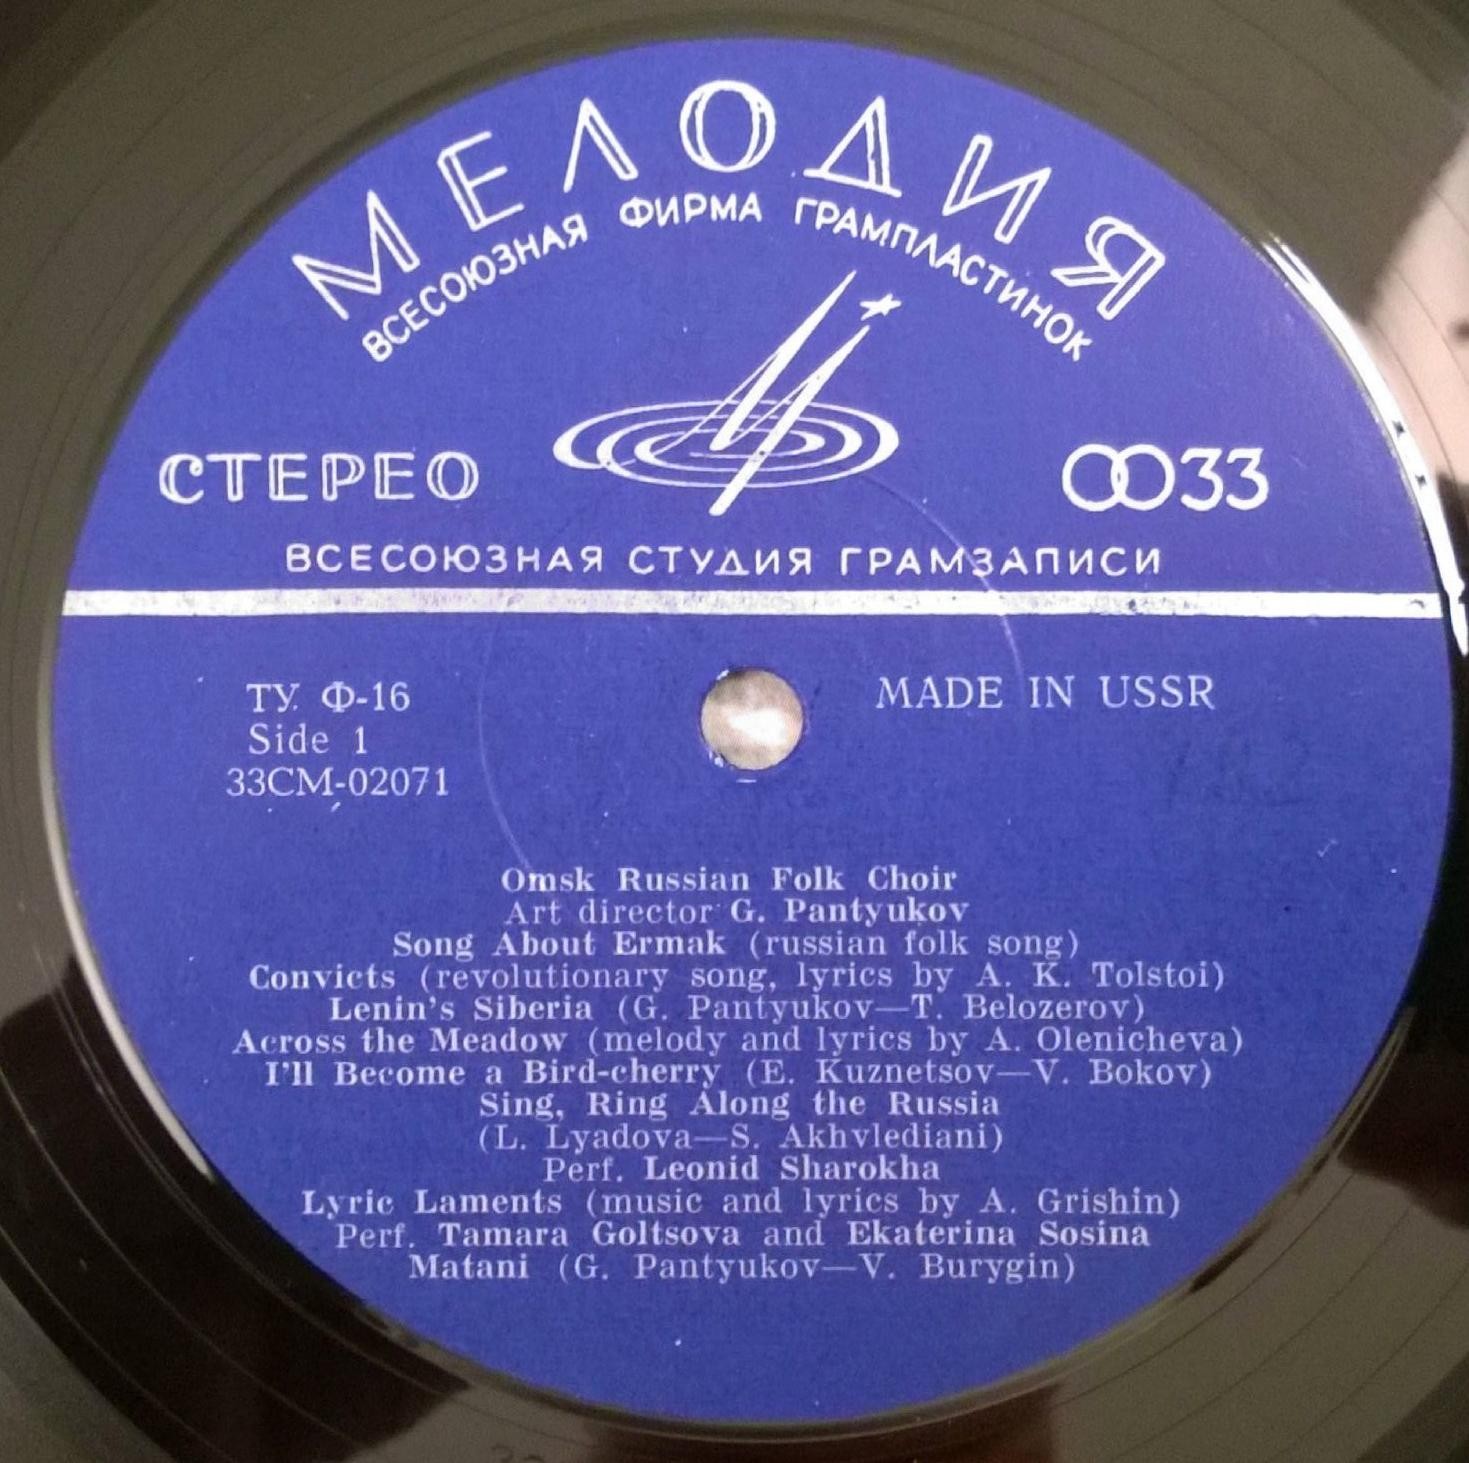 МЕЛОДИЯ
ВСЕСОЮЗНАЯ ФИРМА ГРАМПЛАСТИНОК
СТЕРЕО
33
ВСЕСОЮЗНАЯ СТУДИЯ ГРАМЗАПИСИ
ТУ. Ф-16
MADE IN USSR
Side 1
33СМ-02071
Omsk Russian Folk Choir
Art director G. Pantyukov
Song About Ermak (russian folk song)
Convicts (revolutionary song, lyrics by A. K. Tolstoi)
Lenin's Siberia (G. Pantyukov—T. Belozerov)
Across the Meadow (melody and lyrics by A. Olenicheva)
I'll Become a Bird-cherry (E. Kuznetsov—V. Bokov)
Sing, Ring Along the Russia
(L. Lyadova—S. Akhvlediani)
Perf. Leonid Sharokha
Lyric Laments (music and lyrics by A. Grishin)
Perf. Tamara Goltsova and Ekaterina Sosina
Matani (G. Pantyukov—V. Burygin)